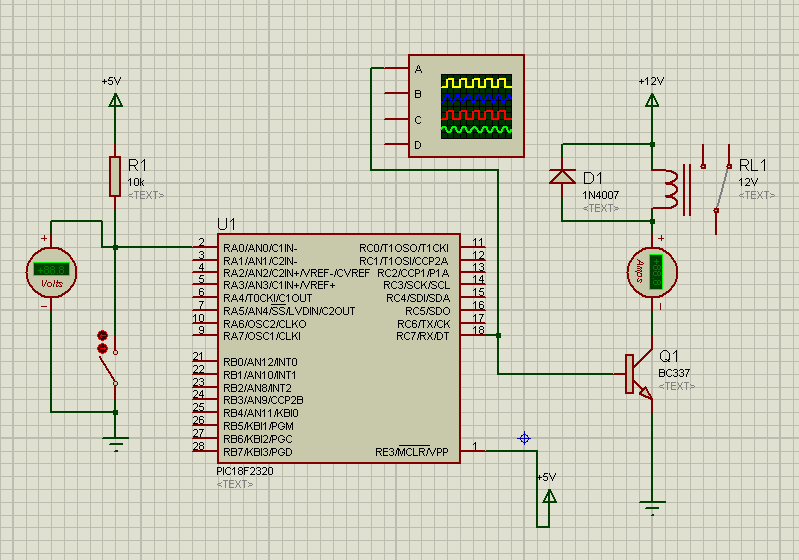 +5V
R1
10k
<TEXT>
+
+88.8
Volts
A
B
C
D
+12V
D1
1N4007
<TEXT>
RL1
12V
<TEXT>
+
Amps
Q1
BC337
<TEXT>
U1
2 RA0/AN0/C1IN- RC0/T1OSO/T1CKI 11
3 RA1/AN1/C2IN- RC1/T1OSI/CCP2A 12
4 RA2/AN2/C2IN+/VREF-/CVREF RC2/CCP1/P1A 13
5 RA3/AN3/C1IN+/VREF+ RC3/SCK/SCL 14
6 RA4/T0CKI/C1OUT RC4/SDI/SDA 15
7 RA5/AN4/SS/LVDIN/C2OUT RC5/SDO 16
10 RA6/OSC2/CLKO RC6/TX/CK 17
9 RA7/OSC1/CLKI RC7/RX/DT 18
21 RB0/AN12/INT0
22 RB1/AN10/INT1
23 RB2/AN8/INT2
24 RB3/AN9/CCP2B
25 RB4/AN11/KBI0
26 RB5/KBI1/PGM
27 RB6/KBI2/PGC
28 RB7/KBI3/PGD RE3/MCLR/VPP 1
PIC18F2320
<TEXT>
+5V